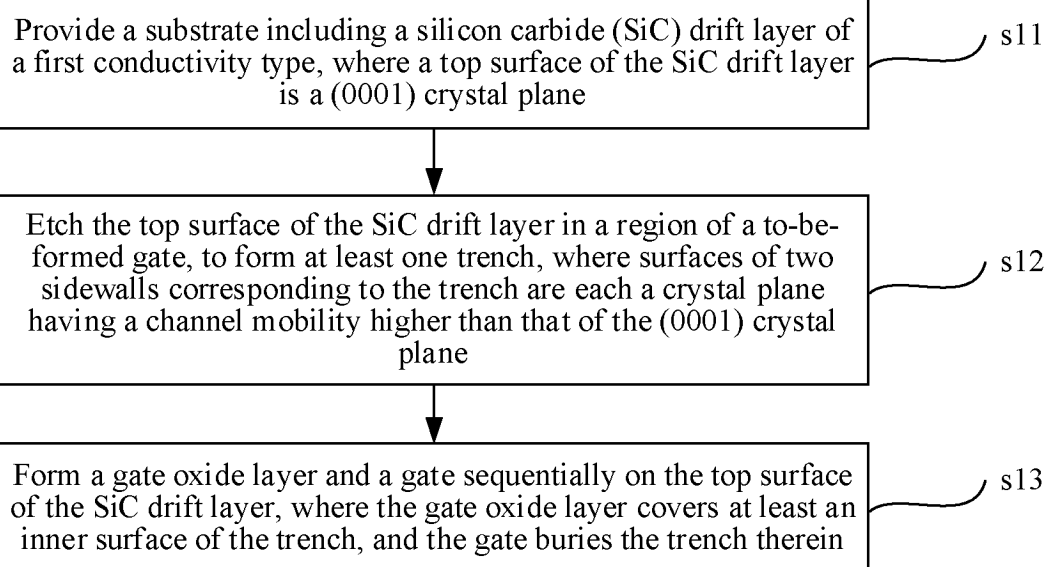 Provide a substrate including a silicon carbide (SiC) drift layer of
a first conductivity type, where a top surface of the SiC drift layer
is a (0001) crystal plane
s11
Etch the top surface of the SiC drift layer in a region of a to-be-
formed gate, to form at least one trench, where surfaces of two
sidewalls corresponding to the trench are each a crystal plane
having a channel mobility higher than that of the (0001) crystal
plane
s12
Form a gate oxide layer and a gate sequentially on the top surface
of the SiC drift layer, where the gate oxide layer covers at least an
inner surface of the trench, and the gate buries the trench therein
s13